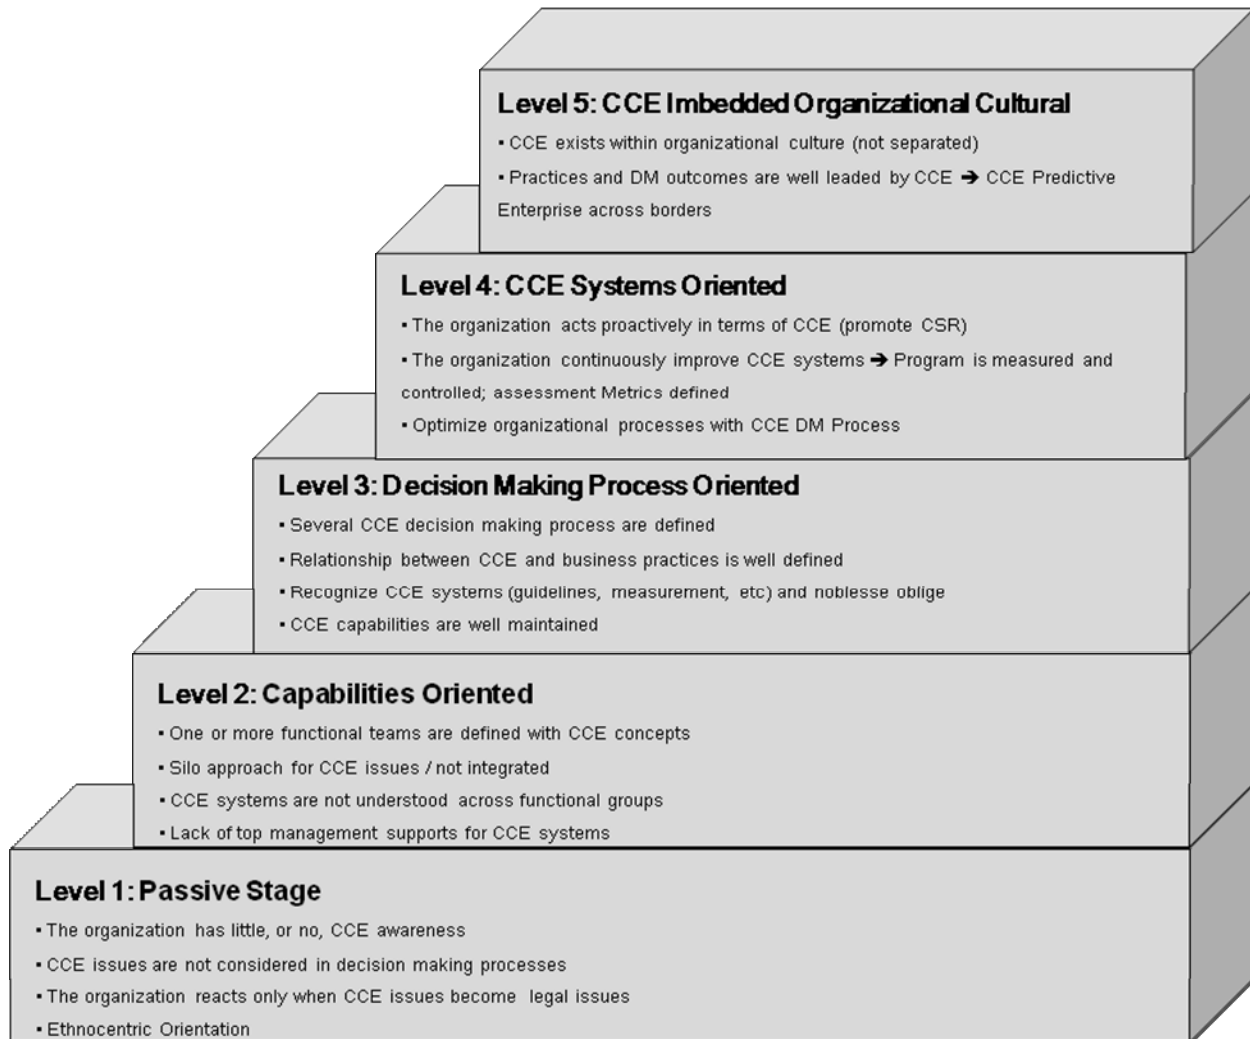 Level 5: CCE Imbedded Organizational Cultural
▪ CCE exists within organizational culture (not separated)
▪ Practices and DM outcomes are well leaded by CCE ➔ CCE Predictive
Enterprise across borders
Level 4: CCE Systems Oriented
▪ The organization acts proactively in terms of CCE (promote CSR)
▪ The organization continuously improve CCE systems ➔ Program is measured and
controlled; assessment Metrics defined
▪ Optimize organizational processes with CCE DM Process
Level 3: Decision Making Process Oriented
▪ Several CCE decision making process are defined
▪ Relationship between CCE and business practices is well defined
▪ Recognize CCE systems (guidelines, measurement, etc) and noblesse oblige
▪ CCE capabilities are well maintained
Level 2: Capabilities Oriented
▪ One or more functional teams are defined with CCE concepts
▪ Silo approach for CCE issues / not integrated
▪ CCE systems are not understood across functional groups
▪ Lack of top management supports for CCE systems
Level 1: Passive Stage
▪ The organization has little, or no, CCE awareness
▪ CCE issues are not considered in decision making processes
▪ The organization reacts only when CCE issues become legal issues
▪ Ethnocentric Orientation